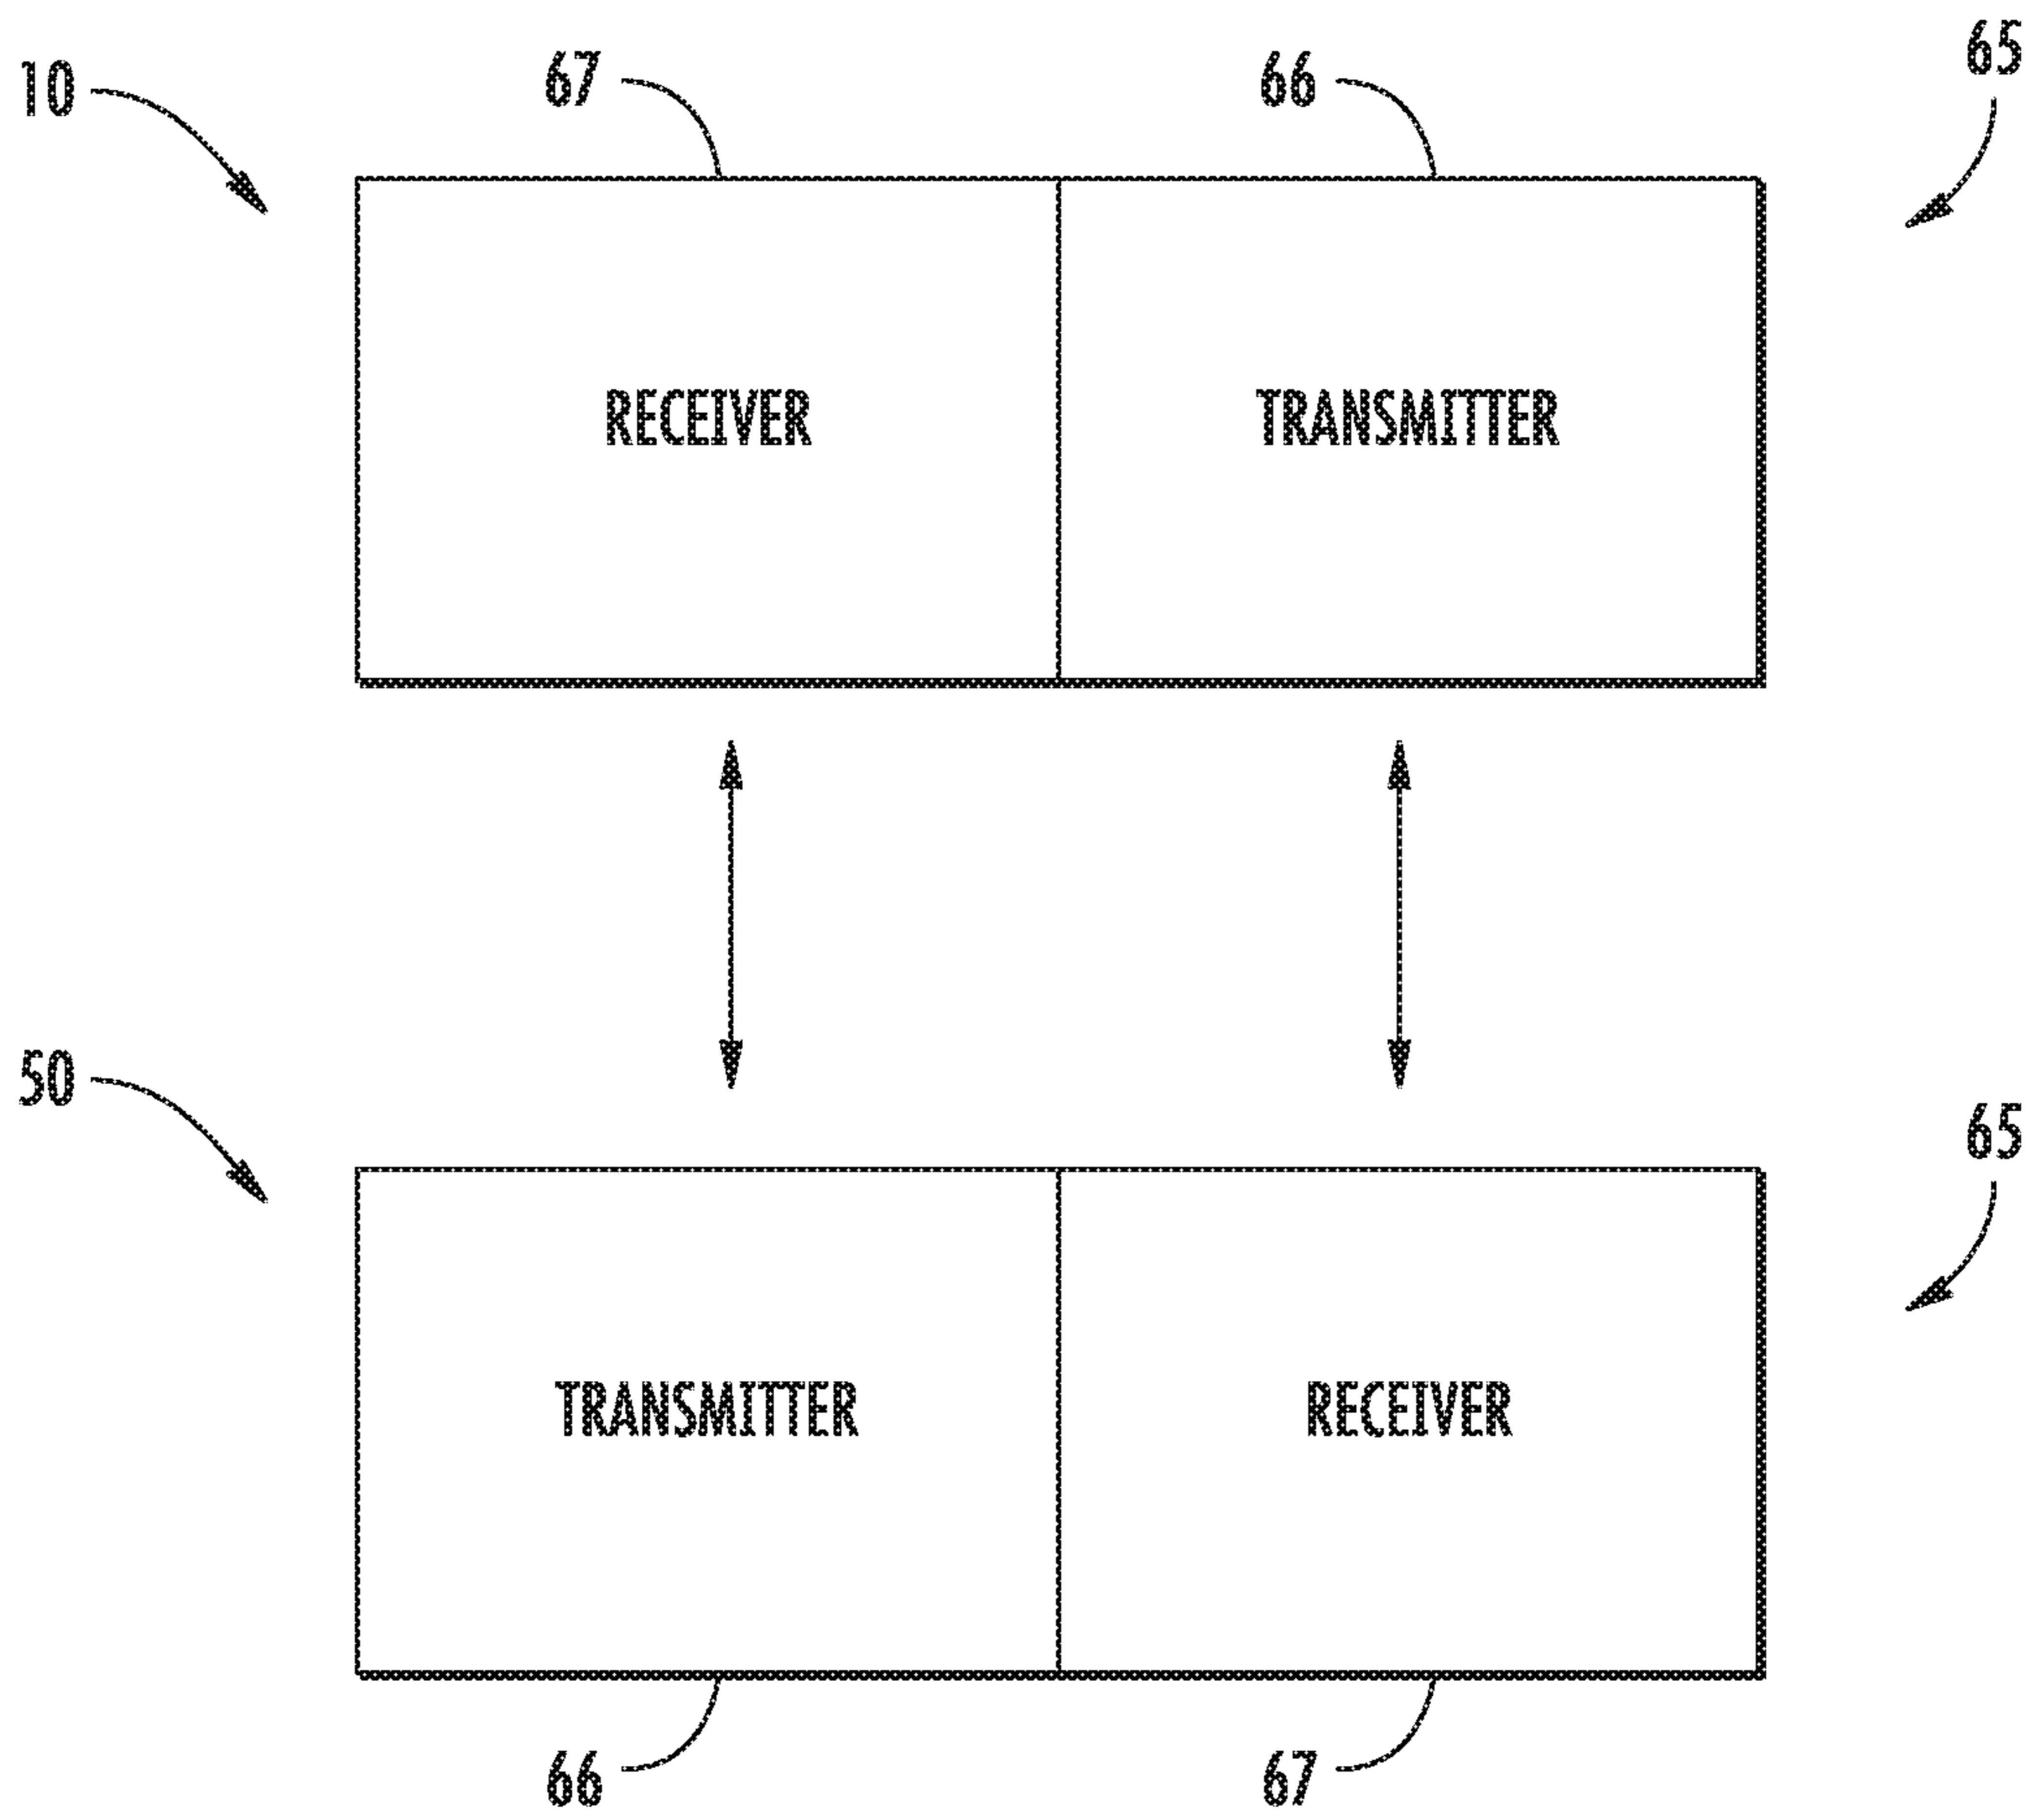 65
10 67 66
RECEIVER TRANSMITTER
50
65
TRANSMITTER RECEIVER
66 67